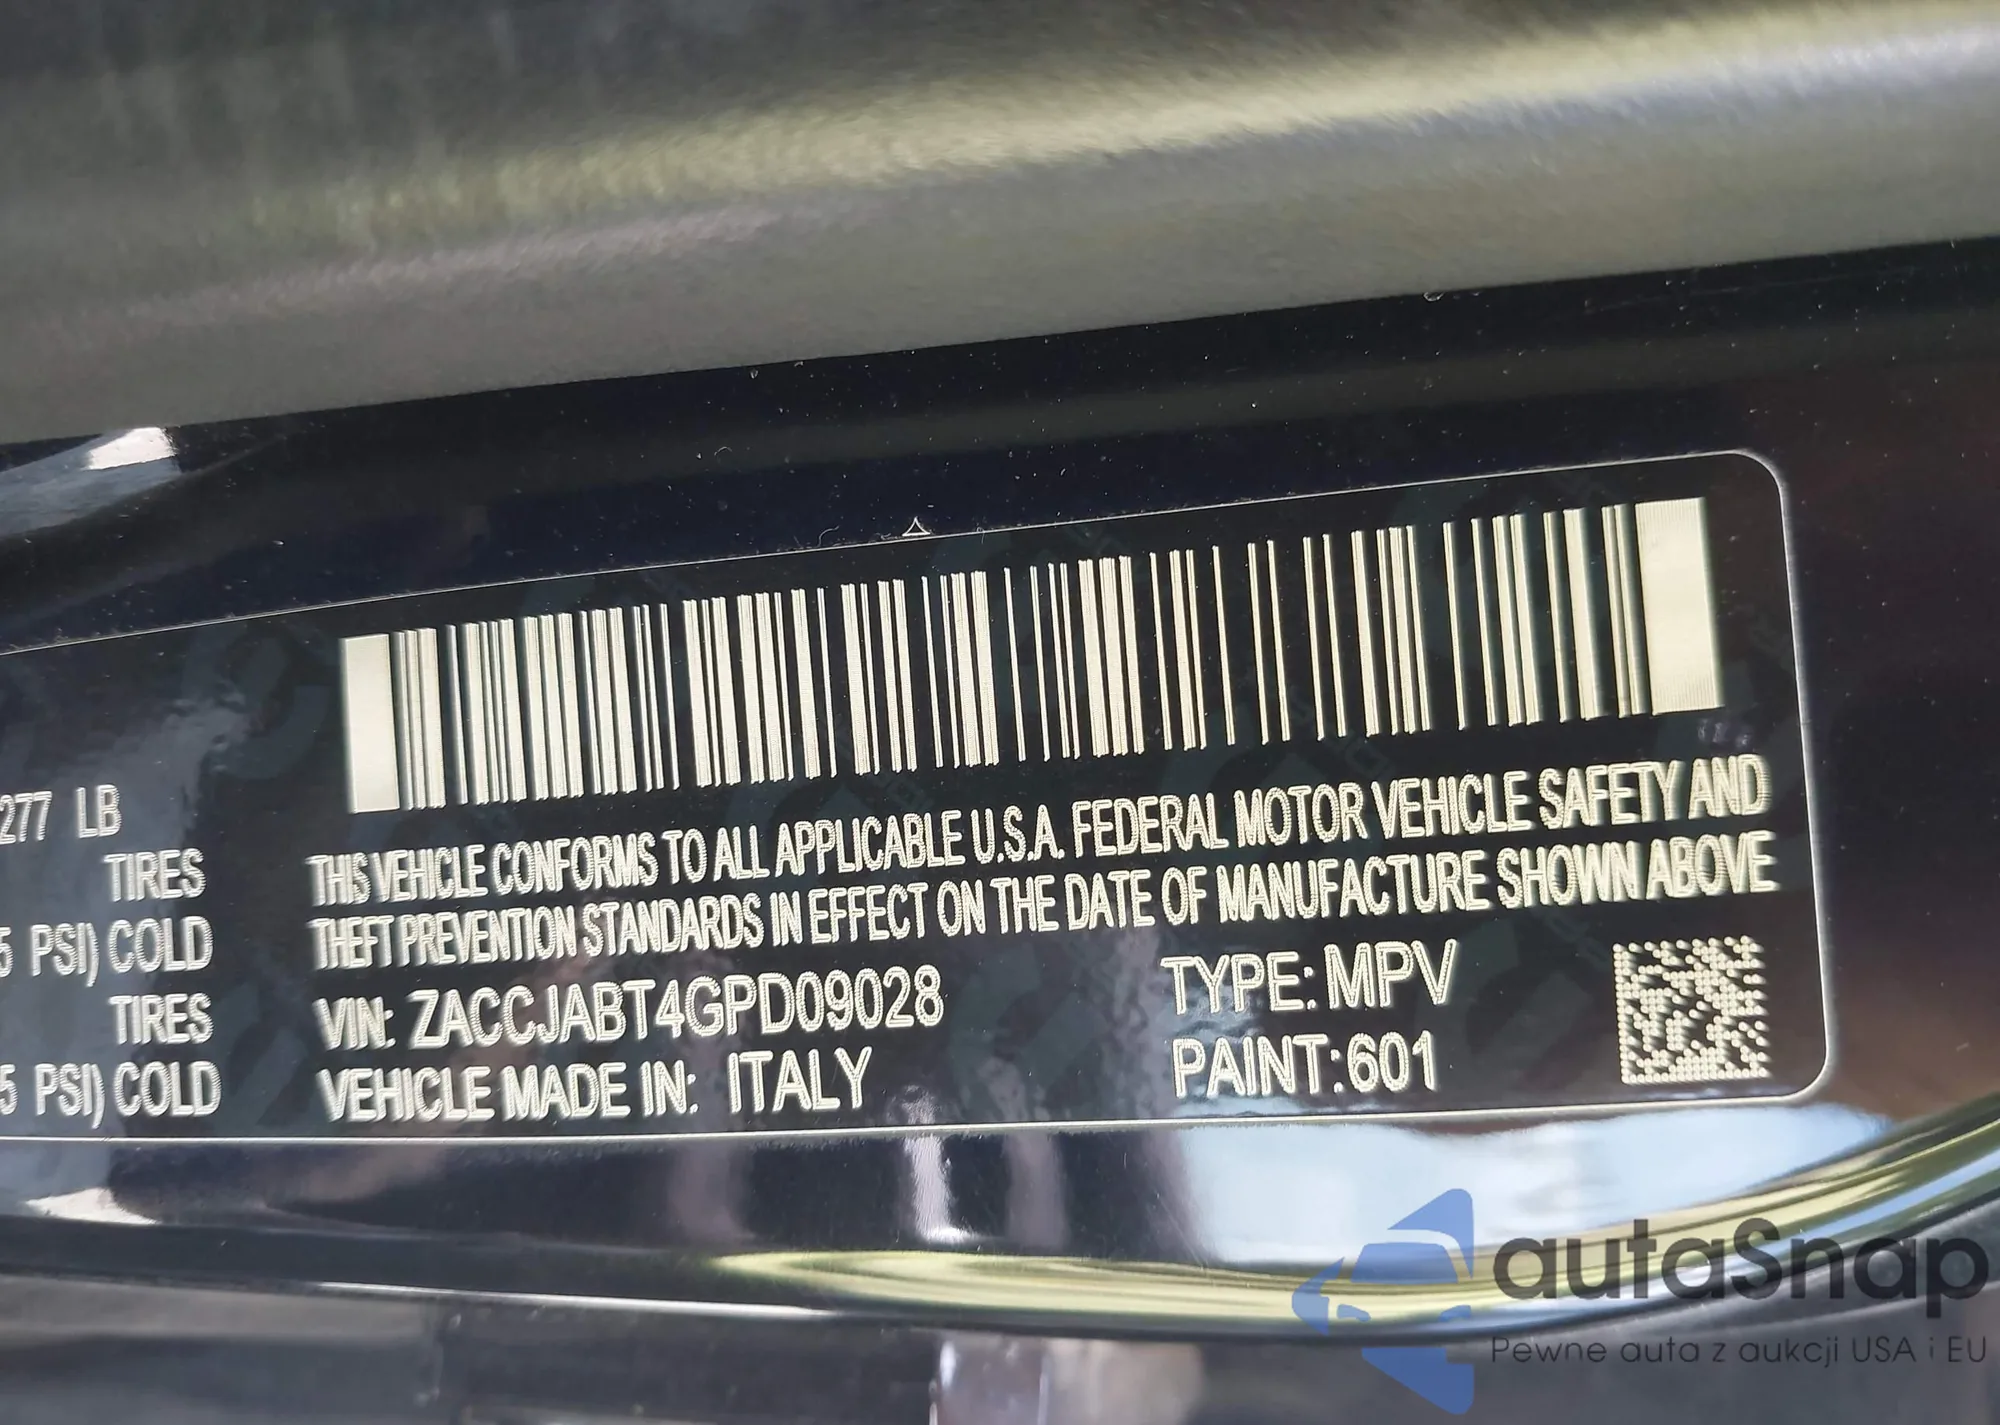 277 LB
TIRES
5 PSI) COLD
TIRES
5 PSI) COLD
THIS VEHICLE CONFORMS TO ALL APPLICABLE U.S.A. FEDERAL MOTOR VEHICLE SAFETY AND
THEFT PREVENTION STANDARDS IN EFFECT ON THE DATE OF MANUFACTURE SHOWN ABOVE
VIN: ZACCJABT4GPD09028
TYPE: MPV
VEHICLE MADE IN: ITALY
PAINT: 601
autaSnap
Pewne auta z aukcji USA i EU